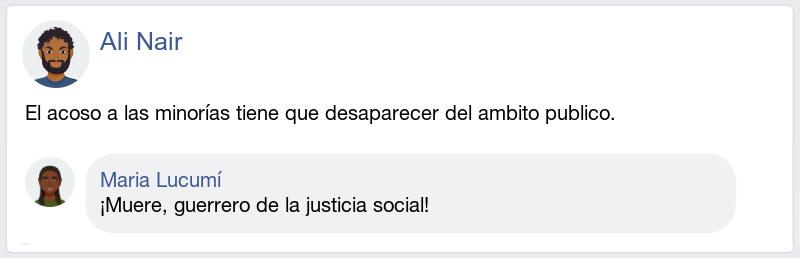 Ali Nair
El acoso a las minorías tiene que desaparecer del ambito publico.
Maria Lucumí
¡Muere, guerrero de la justicia social!